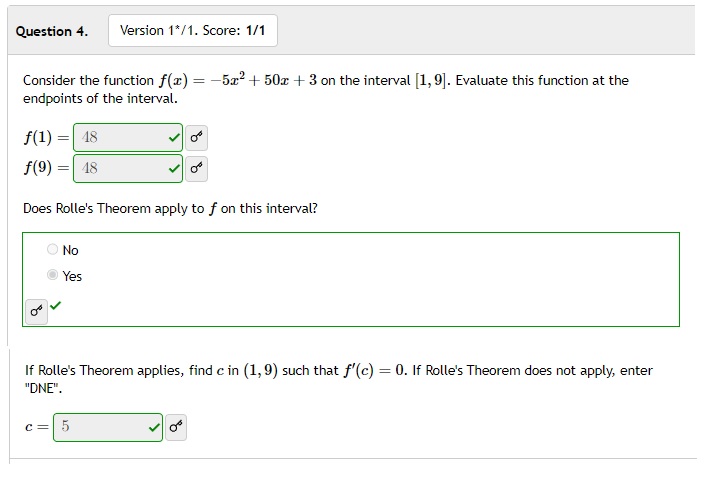 Question 4. Version 1*/1. Score: 1/1
Consider the function f(x) = −5x² + 50x + 3 on the interval [1, 9]. Evaluate this function at the
endpoints of the interval.
f(1) = 48
f(9) = 48
Does Rolle's Theorem apply to f on this interval?
No
Yes
If Rolle's Theorem applies, find c in (1, 9) such that f′(c) = 0. If Rolle's Theorem does not apply, enter
"DNE".
c = 5